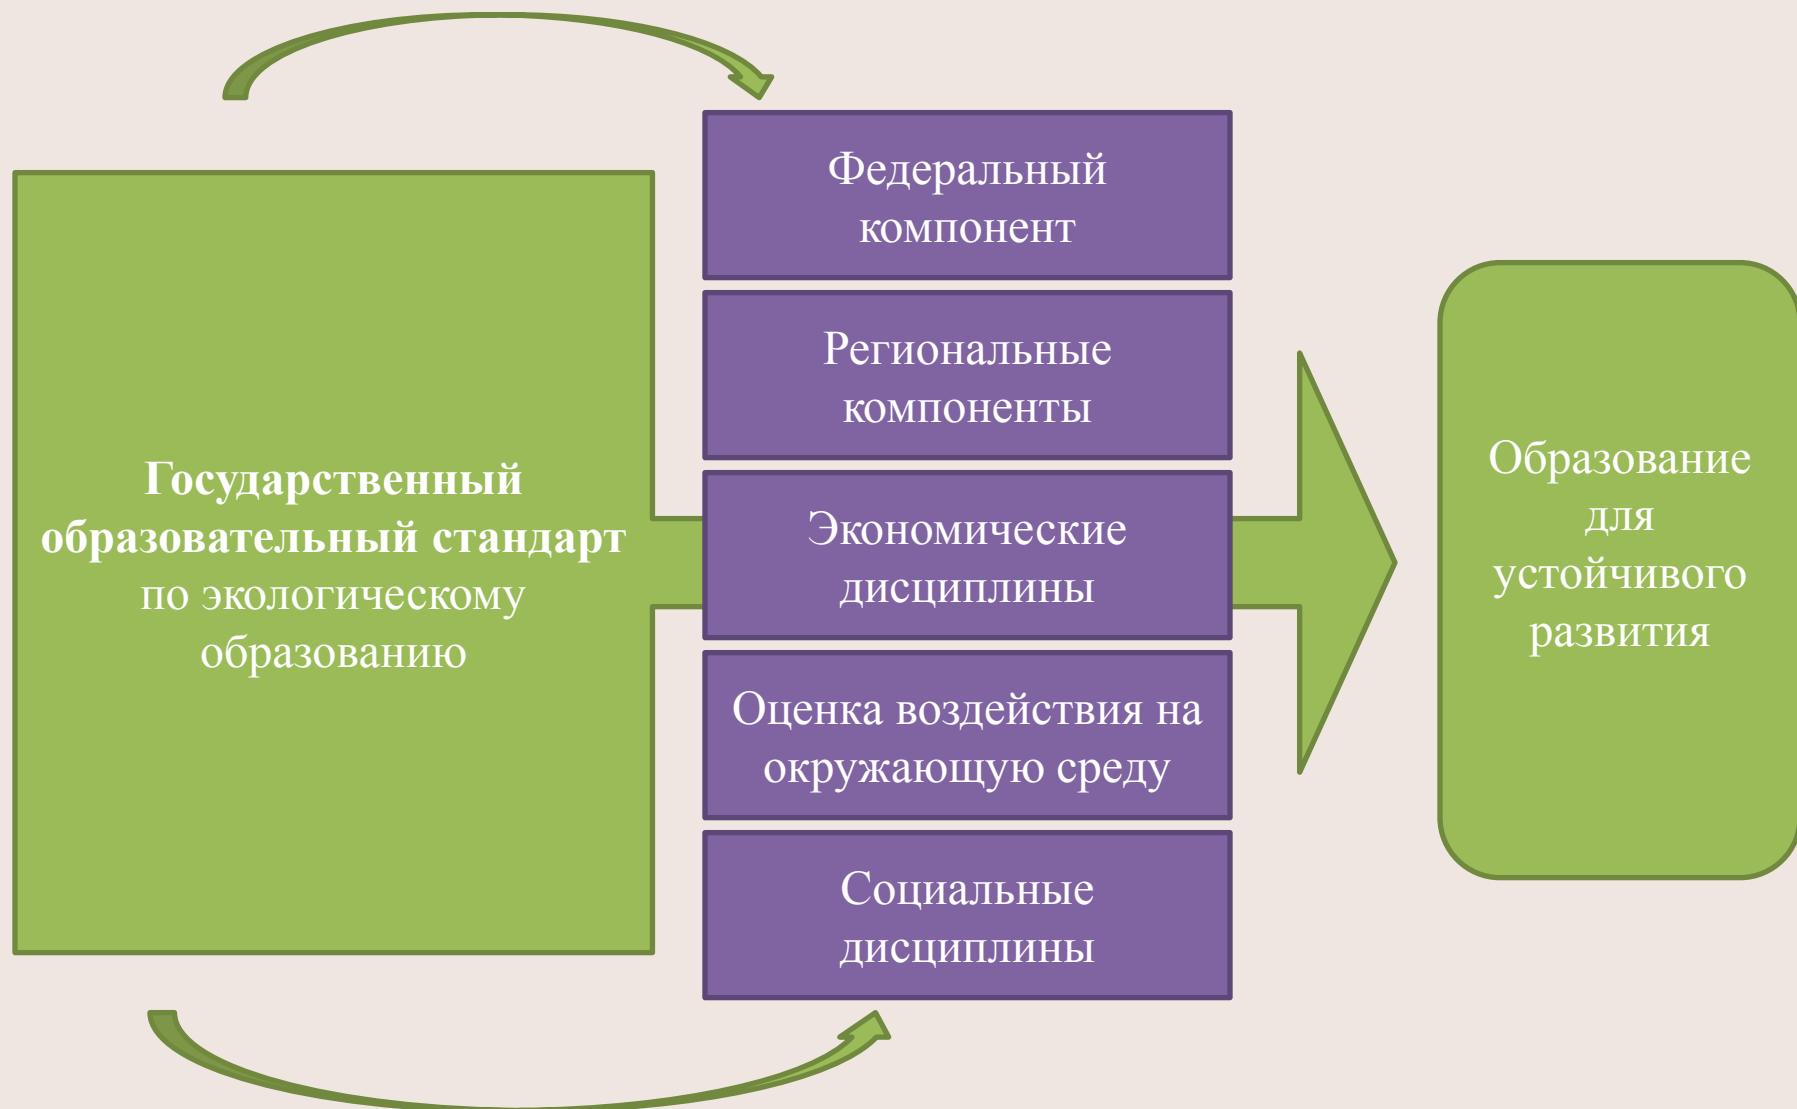 Государственный
образовательный стандарт
по экологическому
образованию
Федеральный
компонент
Региональные
компоненты
Экономические
дисциплины
Оценка воздействия на
окружающую среду
Социальные
дисциплины
Образование
для
устойчивого
развития